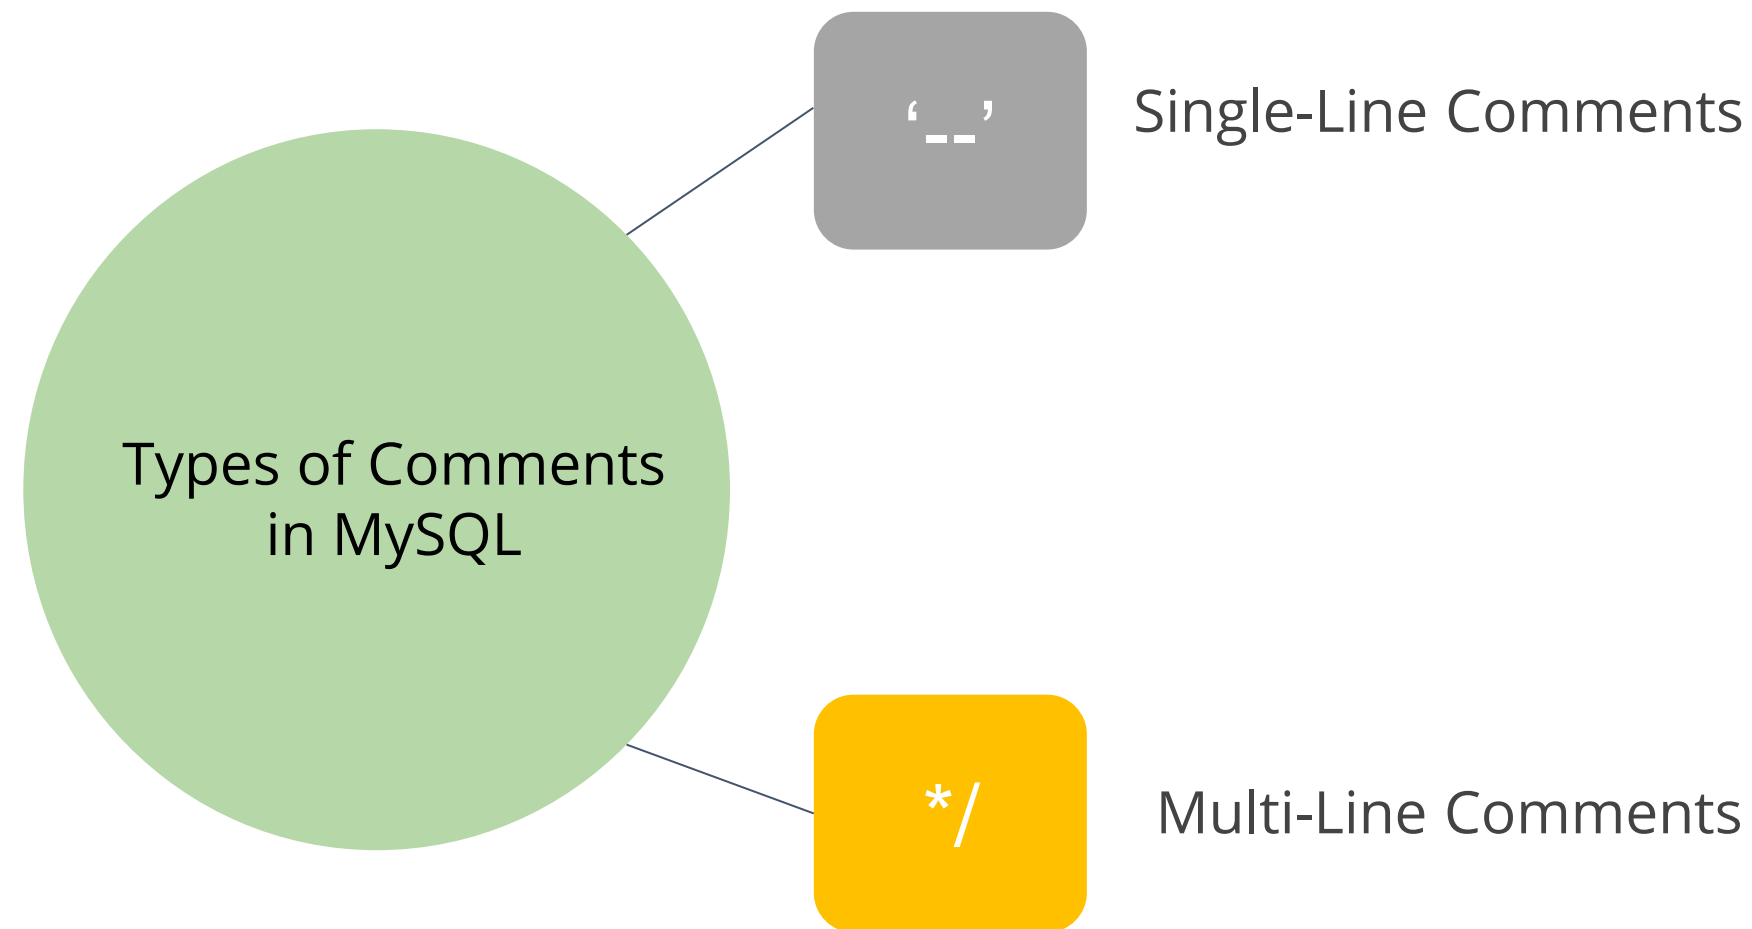 ‘--’
Single-Line Comments
Types of Comments
in MySQL
*/
Multi-Line Comments